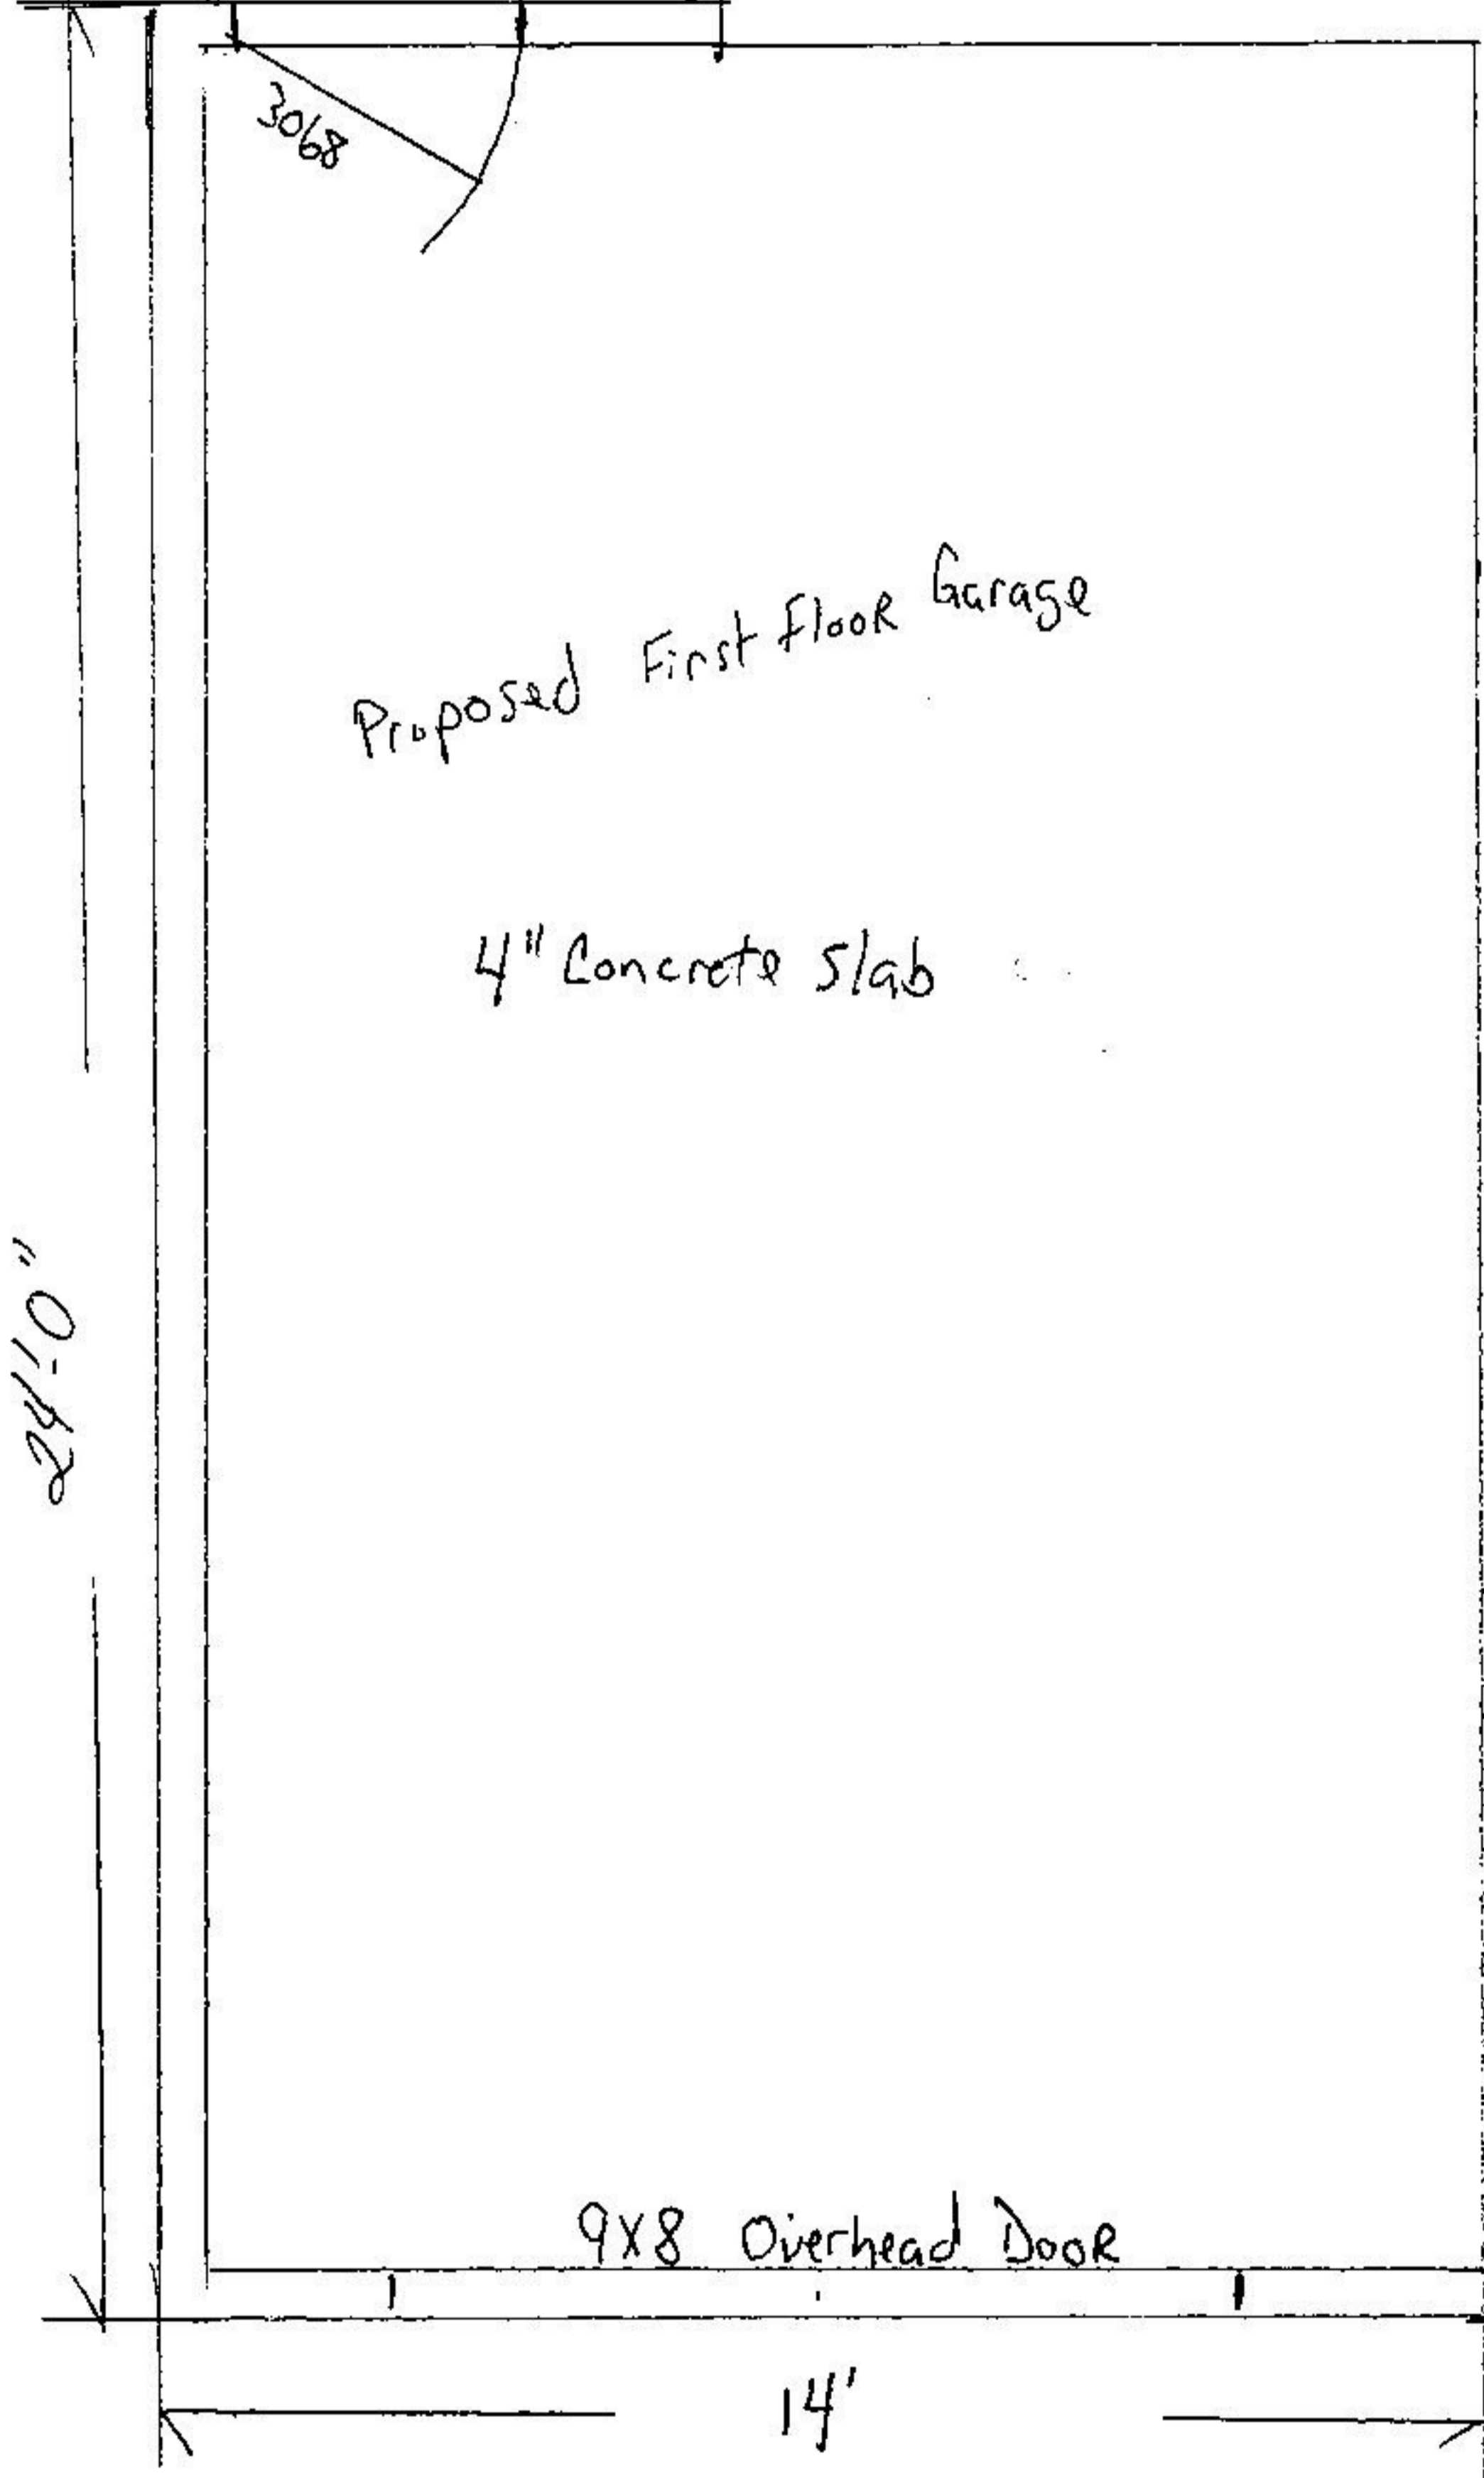 3068
Proposed First flooR Garage
4" Concrete Slab
24'-0"
9X8 Overhead DooR
14'